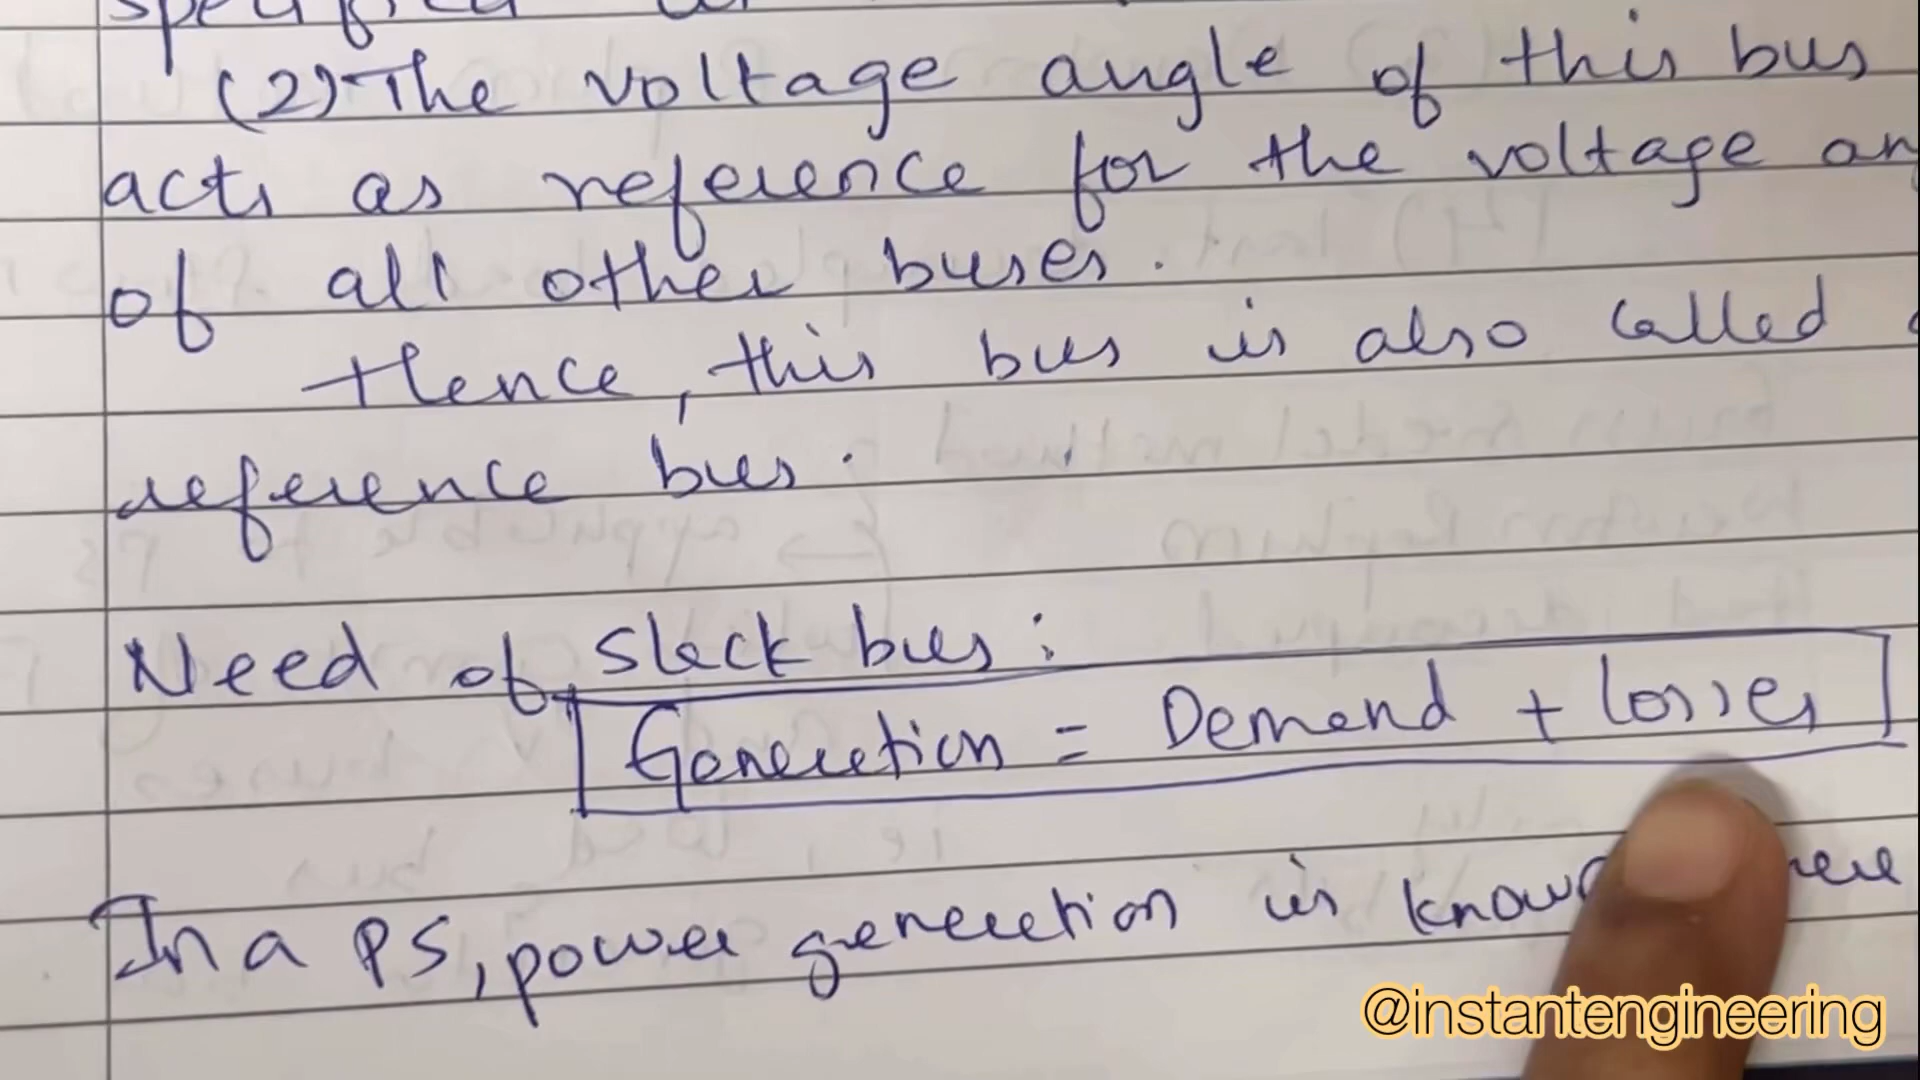 specified
(2) The voltage angle of this bus
acts as reference for the voltage
of all other buses.
Hence, this bus is also called
reference bus.
Need of slack bus:
Generation = Demand + losses
In a PS, power generation is
@instantengineering